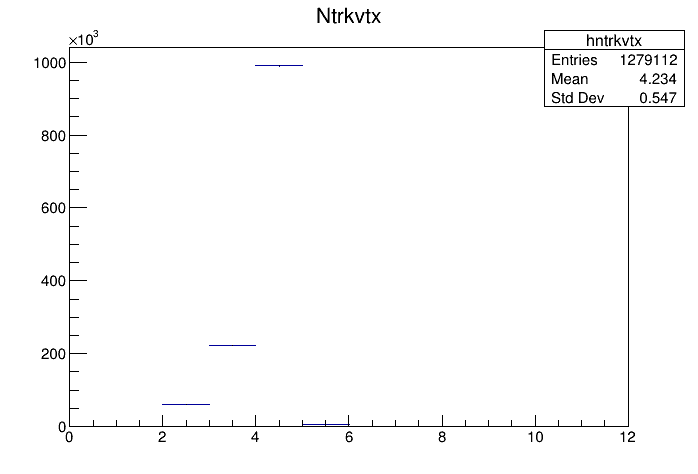 Ntrkvtx
×10³
hntrkvtx
Entries 1279112
Mean 4.234
Std Dev 0.547
1000
800
600
400
200
0
0 2 4 6 8 10 12